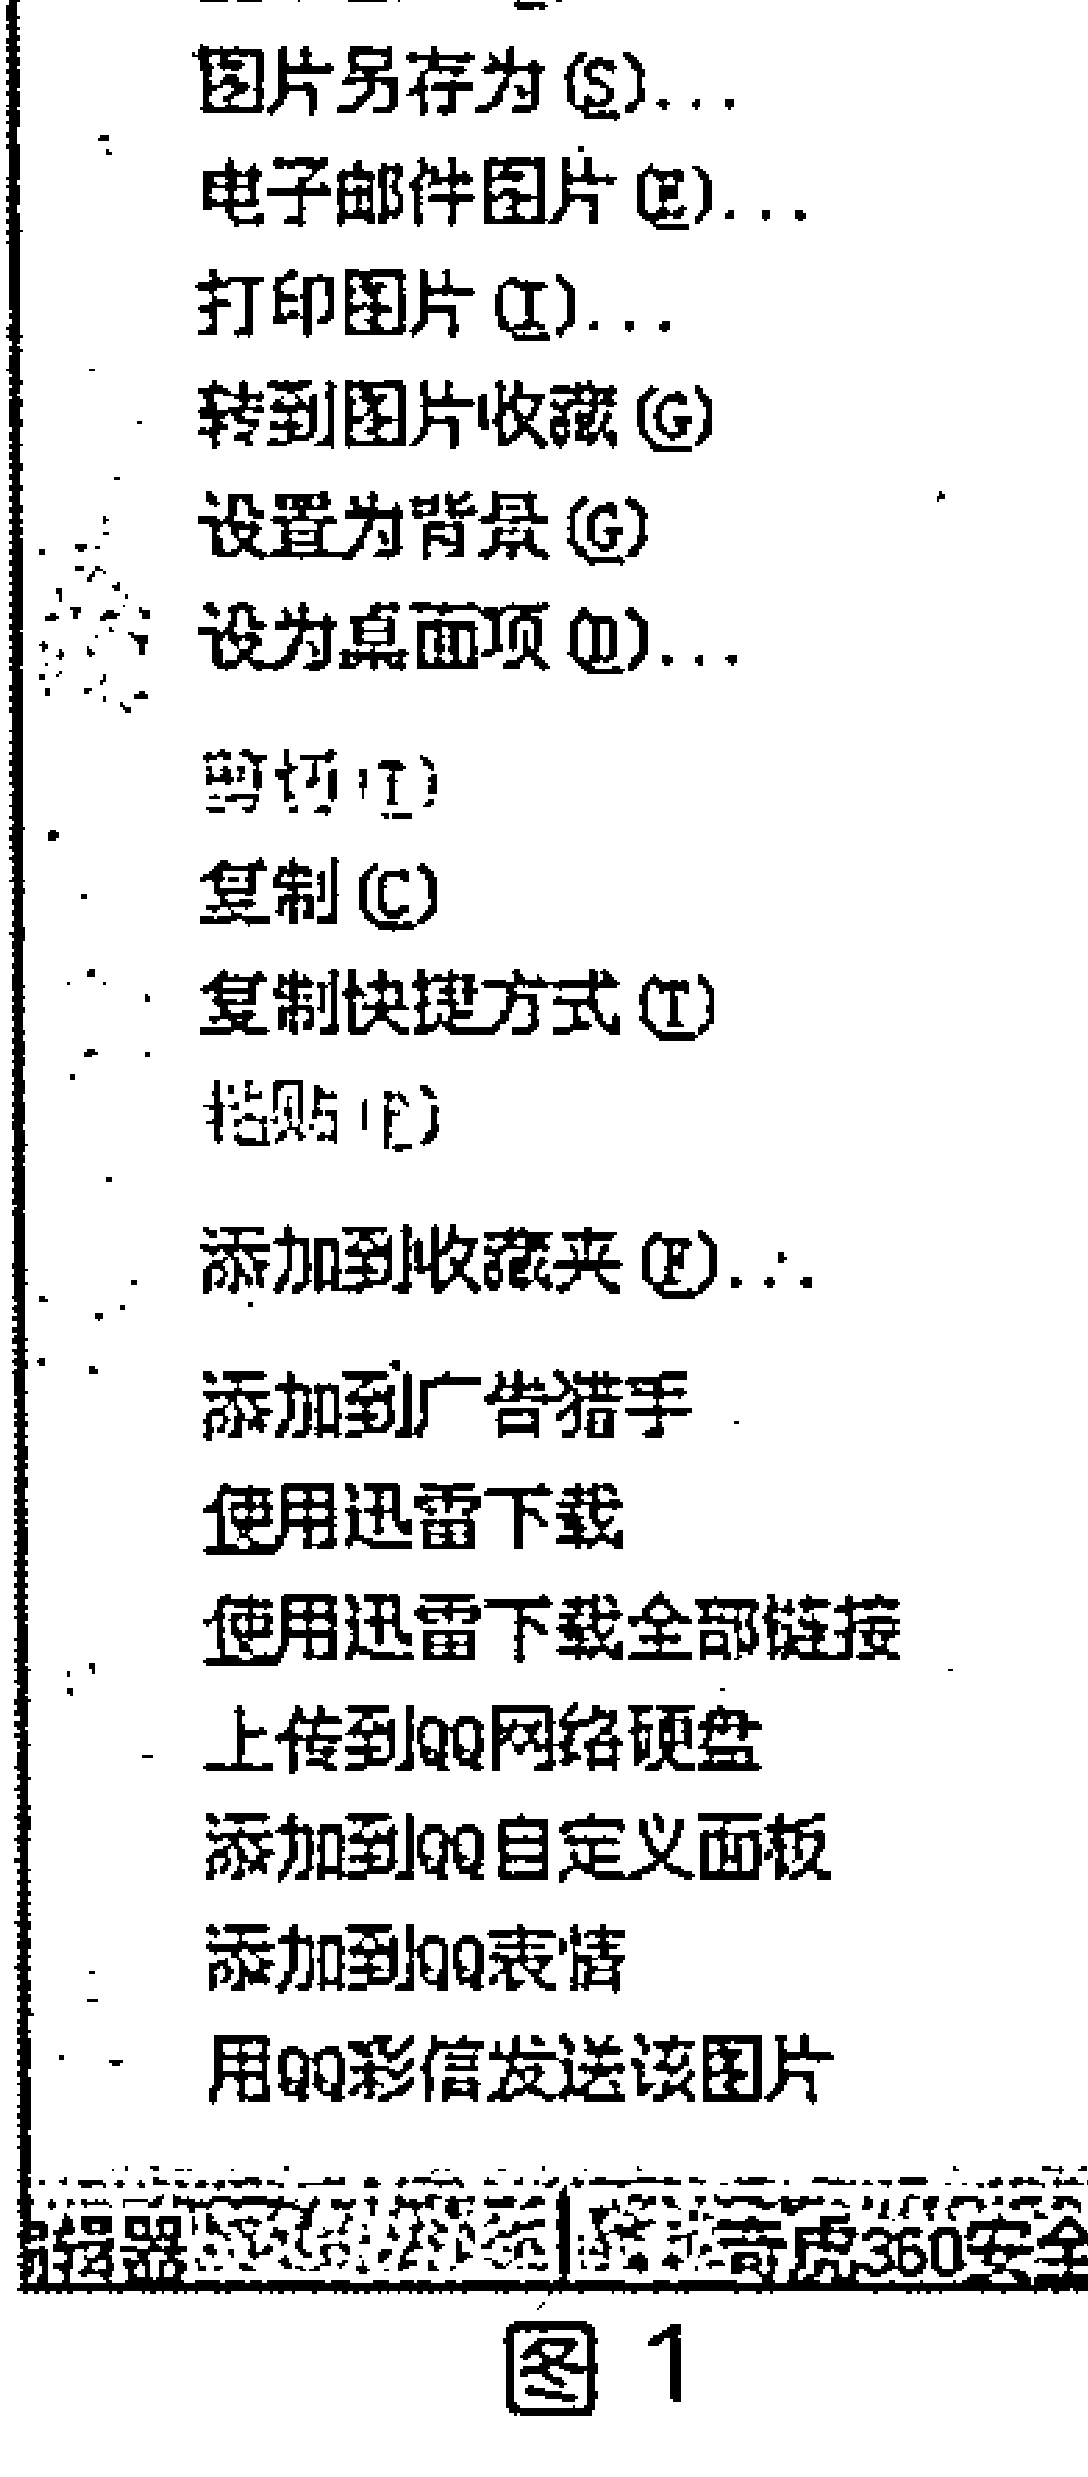 图片另存为(S)...
电子邮件图片(E)...
打印图片(I)...
转到图片收藏(G)
设置为背景(G)
设为桌面项(D)...
剪切(T)
复制(C)
复制快捷方式(T)
粘贴(P)
添加到收藏夹(F)...
添加到广告猎手
使用迅雷下载
使用迅雷下载全部链接
上传到QQ网络硬盘
添加到QQ自定义面板
添加到QQ表情
用QQ彩信发送该图片
奇虎360安全
图 1